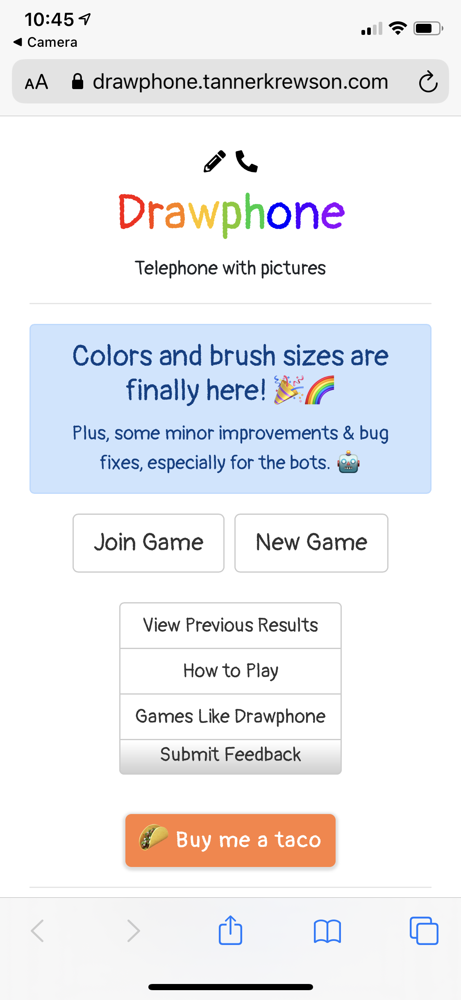 10:45
◀ Camera
AA drawphone.tannerkrewson.com
Drawphone
Telephone with pictures
Colors and brush sizes are
finally here! 🎉🌈
Plus, some minor improvements & bug
fixes, especially for the bots. 🤖
Join Game New Game
View Previous Results
How to Play
Games Like Drawphone
Submit Feedback
🌮 Buy me a taco